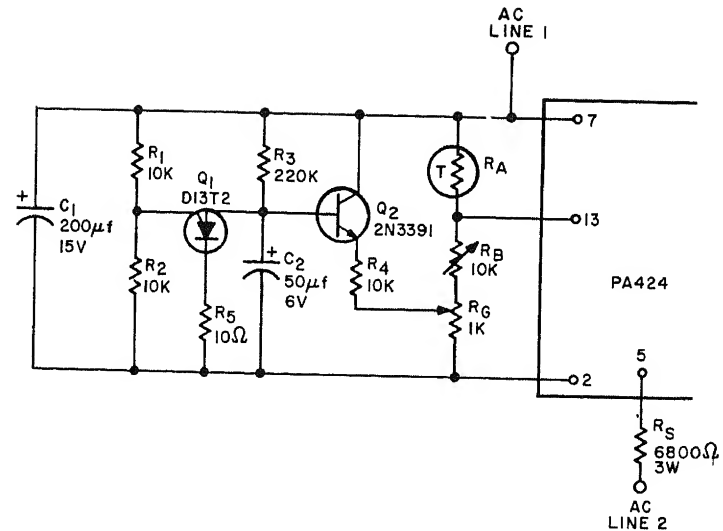 AC
LINE 1
7
R1
10K
Q1
D13T2
R3
220K
T
RA
+
C1
200μf
15V
Q2
2N3391
13
R2
10K
+
C2
50μf
6V
R4
10K
RB
10K
PA424
R5
10Ω
RG
1K
2
5
RS
6800Ω
3W
AC
LINE 2